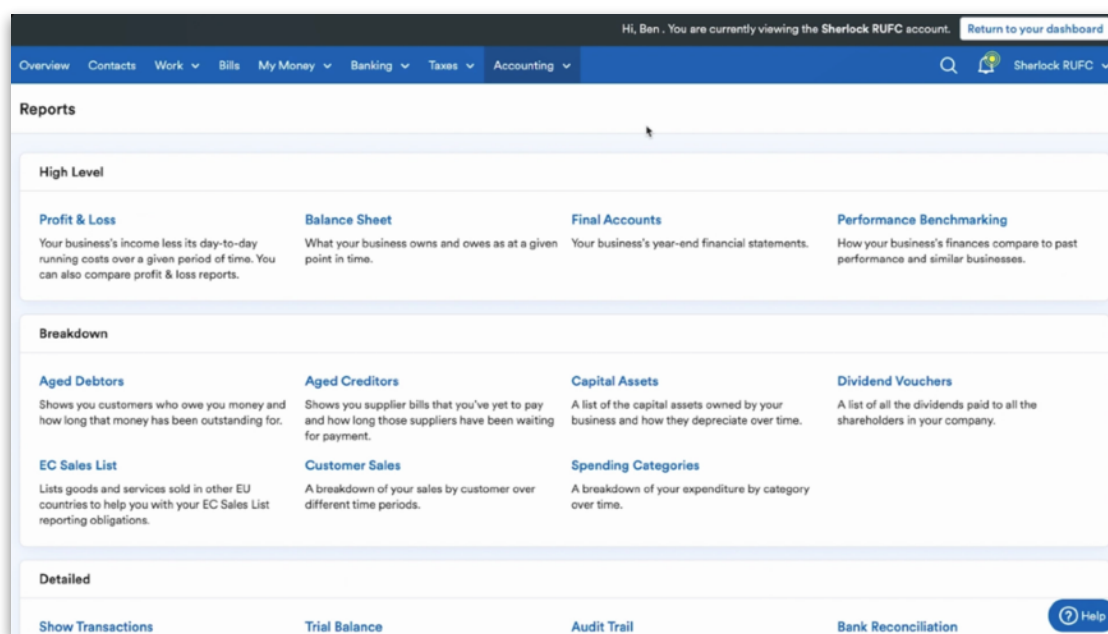 Hi, Ben . You are currently viewing the Sherlock RUFC account. Return to your dashboard
Overview Contacts Work Bills My Money Banking Taxes Accounting Sherlock RUFC
Reports
High Level
Profit & Loss
Your business's income less its day-to-day
running costs over a given period of time. You
can also compare profit & loss reports.
Balance Sheet
What your business owns and owes as at a given
point in time.
Final Accounts
Your business's year-end financial statements.
Performance Benchmarking
How your business's finances compare to past
performance and similar businesses.
Breakdown
Aged Debtors
Shows you customers who owe you money and
how long that money has been outstanding for.
Aged Creditors
Shows you supplier bills that you've yet to pay
and how long those suppliers have been waiting
for payment.
Capital Assets
A list of the capital assets owned by your
business and how they depreciate over time.
Dividend Vouchers
A list of all the dividends paid to all the
shareholders in your company.
EC Sales List
Lists goods and services sold in other EU
countries to help you with your EC Sales List
reporting obligations.
Customer Sales
A breakdown of your sales by customer over
different time periods.
Spending Categories
A breakdown of your expenditure by category
over time.
Detailed
Show Transactions
Trial Balance
Audit Trail
Bank Reconciliation
Help